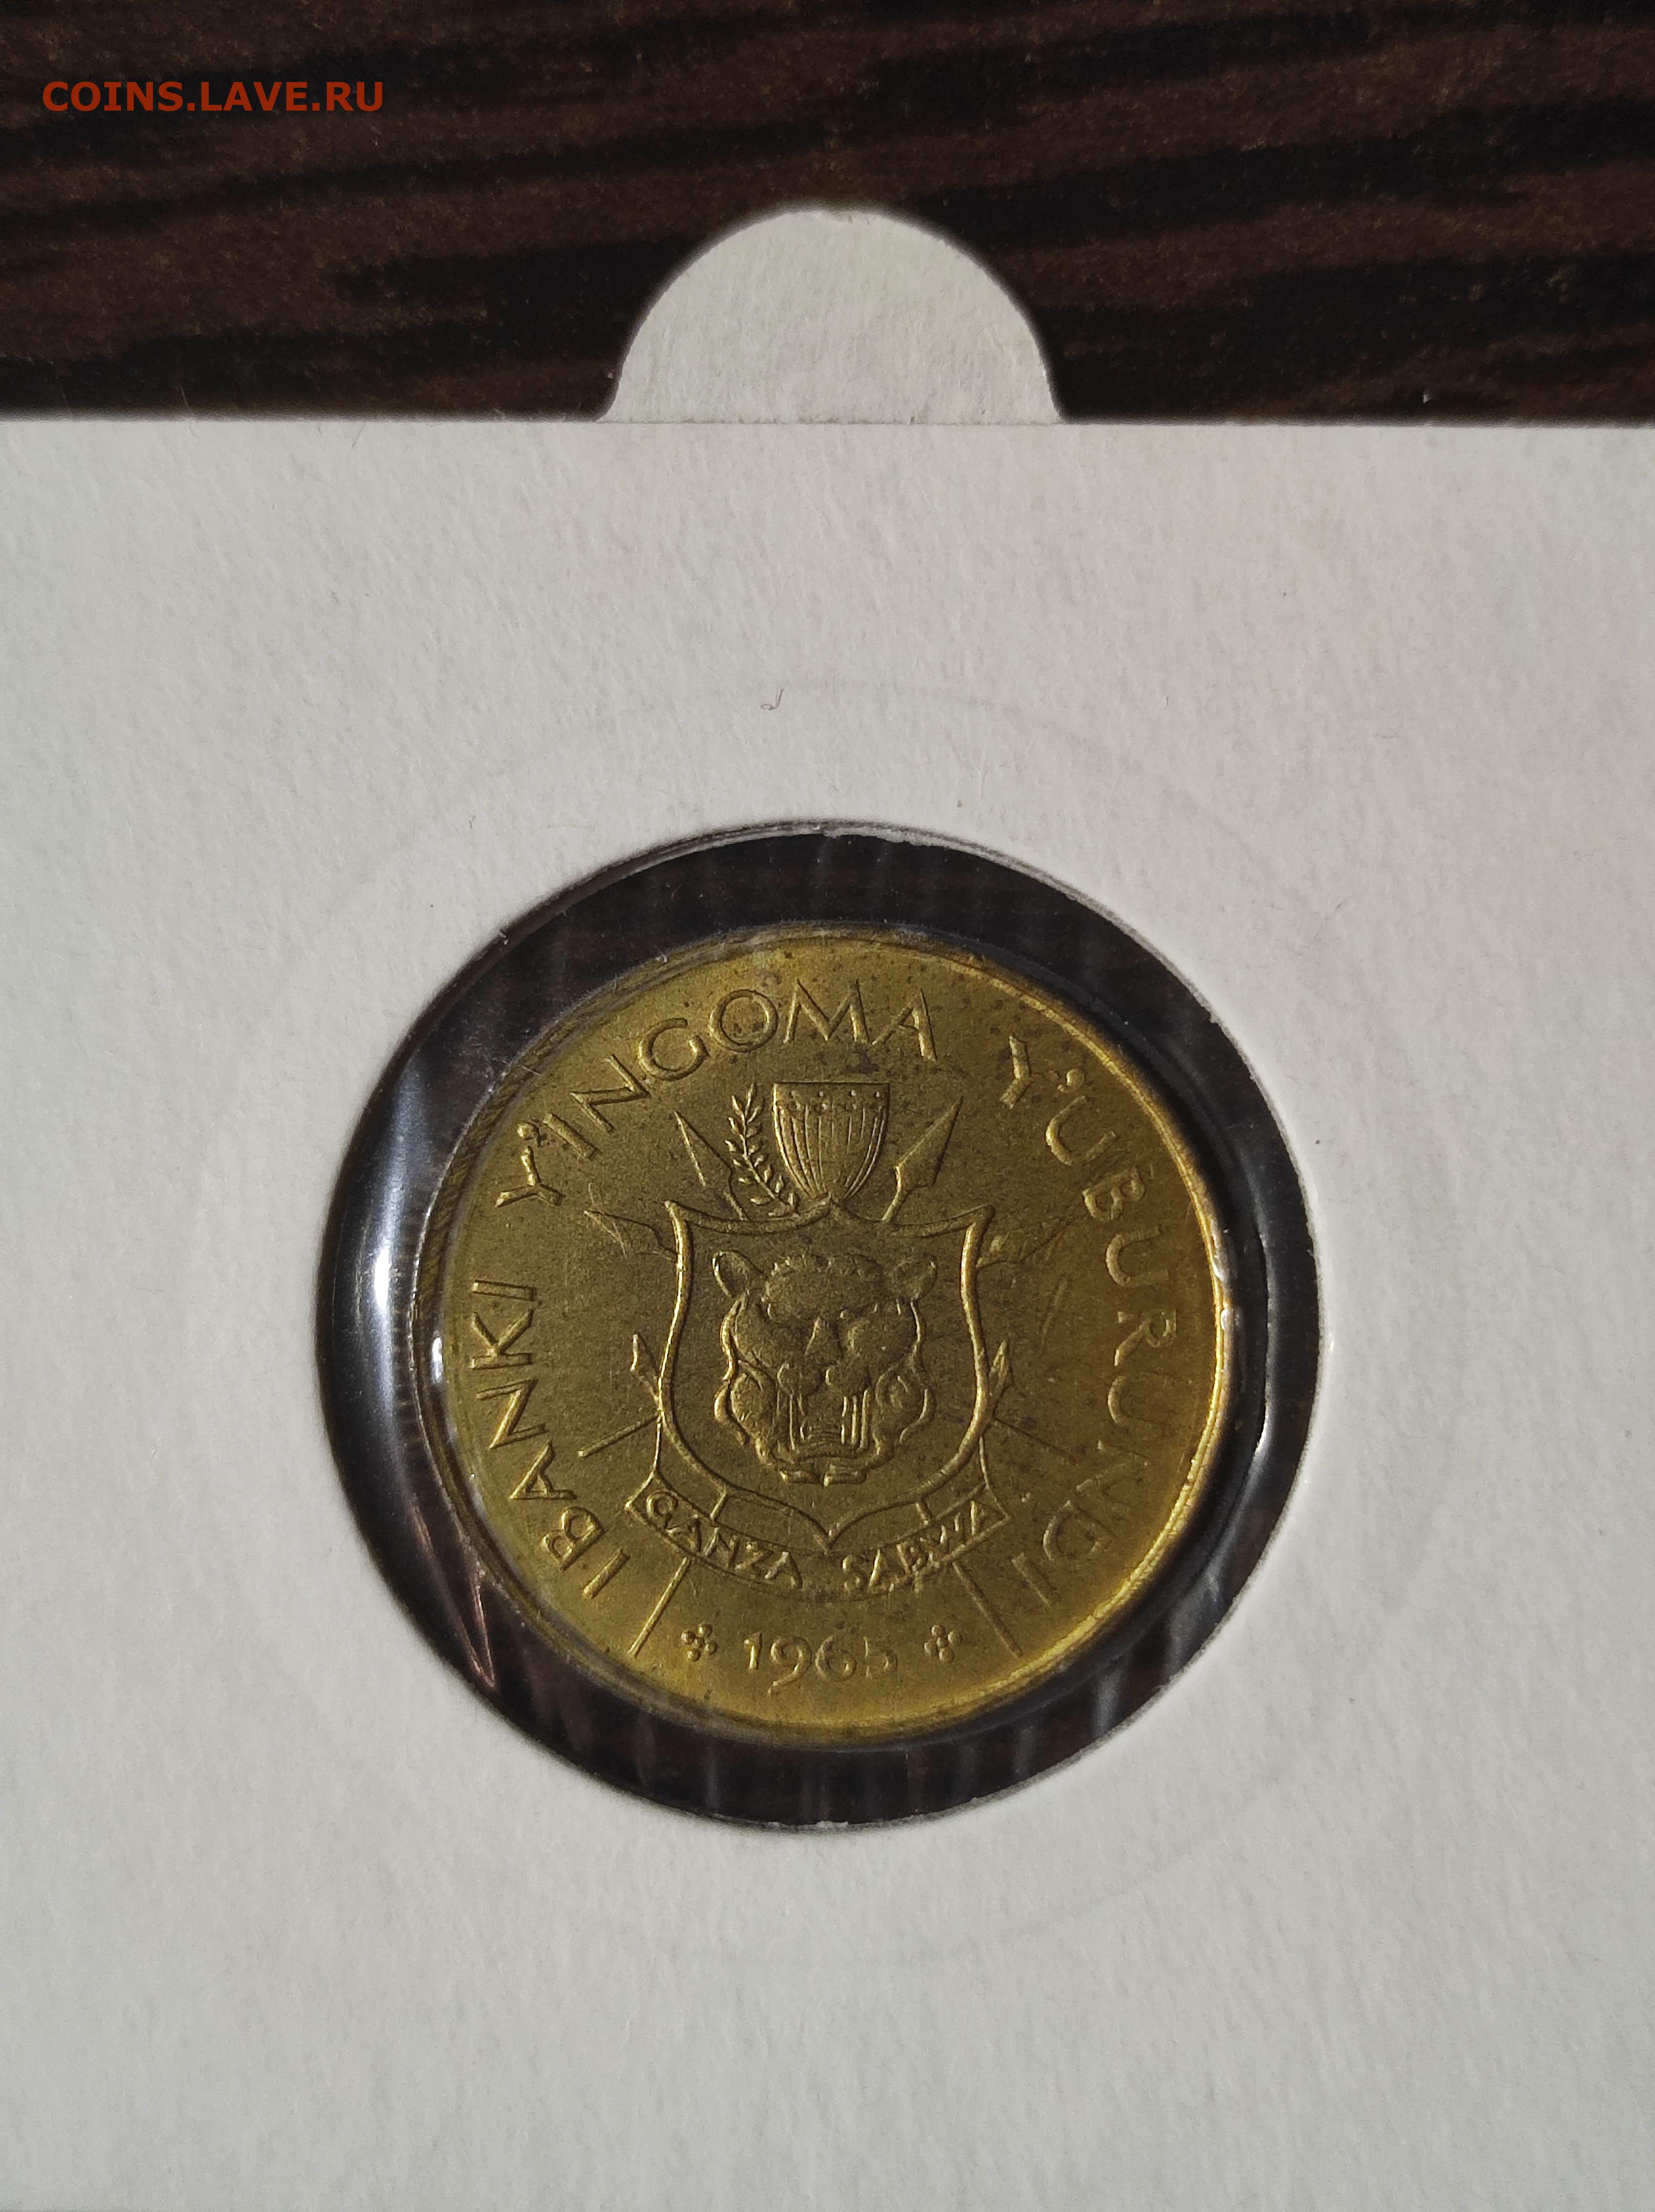 COINS.LAVE.RU
IBANKI Y'INGOMA Y'UBURUNDI
GANZA SABWA
1965